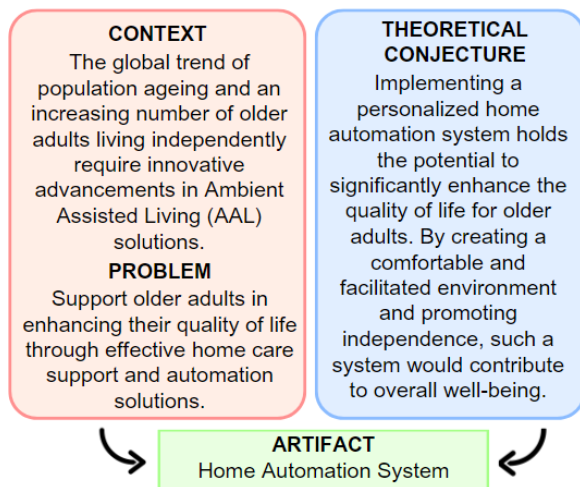 CONTEXT
The global trend of
population ageing and an
increasing number of older
adults living independently
require innovative
advancements in Ambient
Assisted Living (AAL)
solutions.
PROBLEM
Support older adults in
enhancing their quality of life
through effective home care
support and automation
solutions.
THEORETICAL
CONJECTURE
Implementing a
personalized home
automation system holds
the potential to
significantly enhance the
quality of life for older
adults. By creating a
comfortable and
facilitated environment
and promoting
independence, such a
system would contribute
to overall well-being.
ARTIFACT
Home Automation System